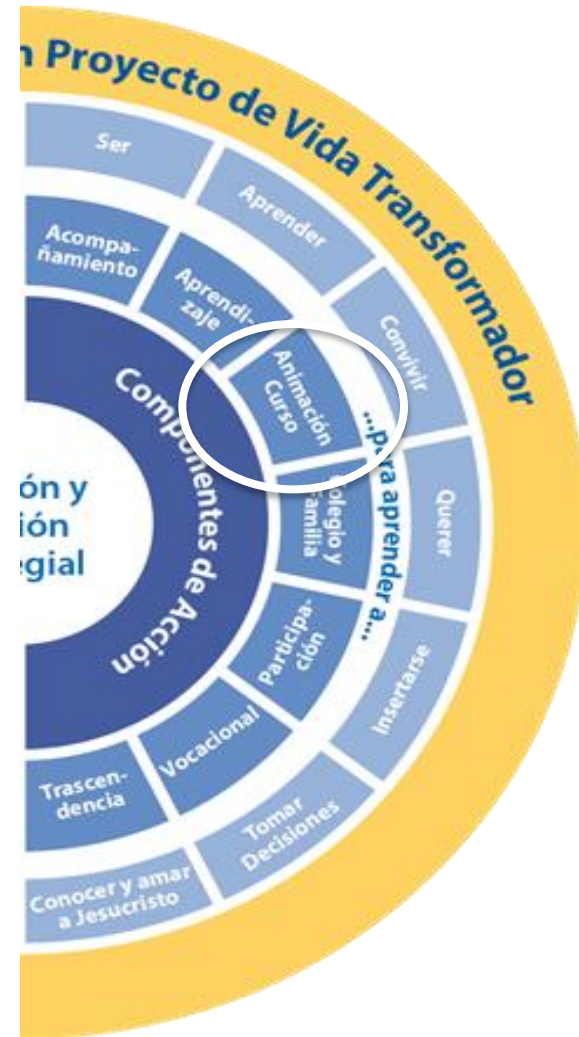 n Proyecto de Vida Transformador
Ser
Aprender
Convivir
Querer
Insertarse
Tomar
Decisiones
Conocer y amar
a Jesucristo
...para aprender a...
Acompa-
ñamiento
Aprendi-
zaje
Animación
Curso
Colegio y
Familia
Participa-
ción
Vocacional
Trascen-
dencia
Componentes de Acción
ón y
ión
egial